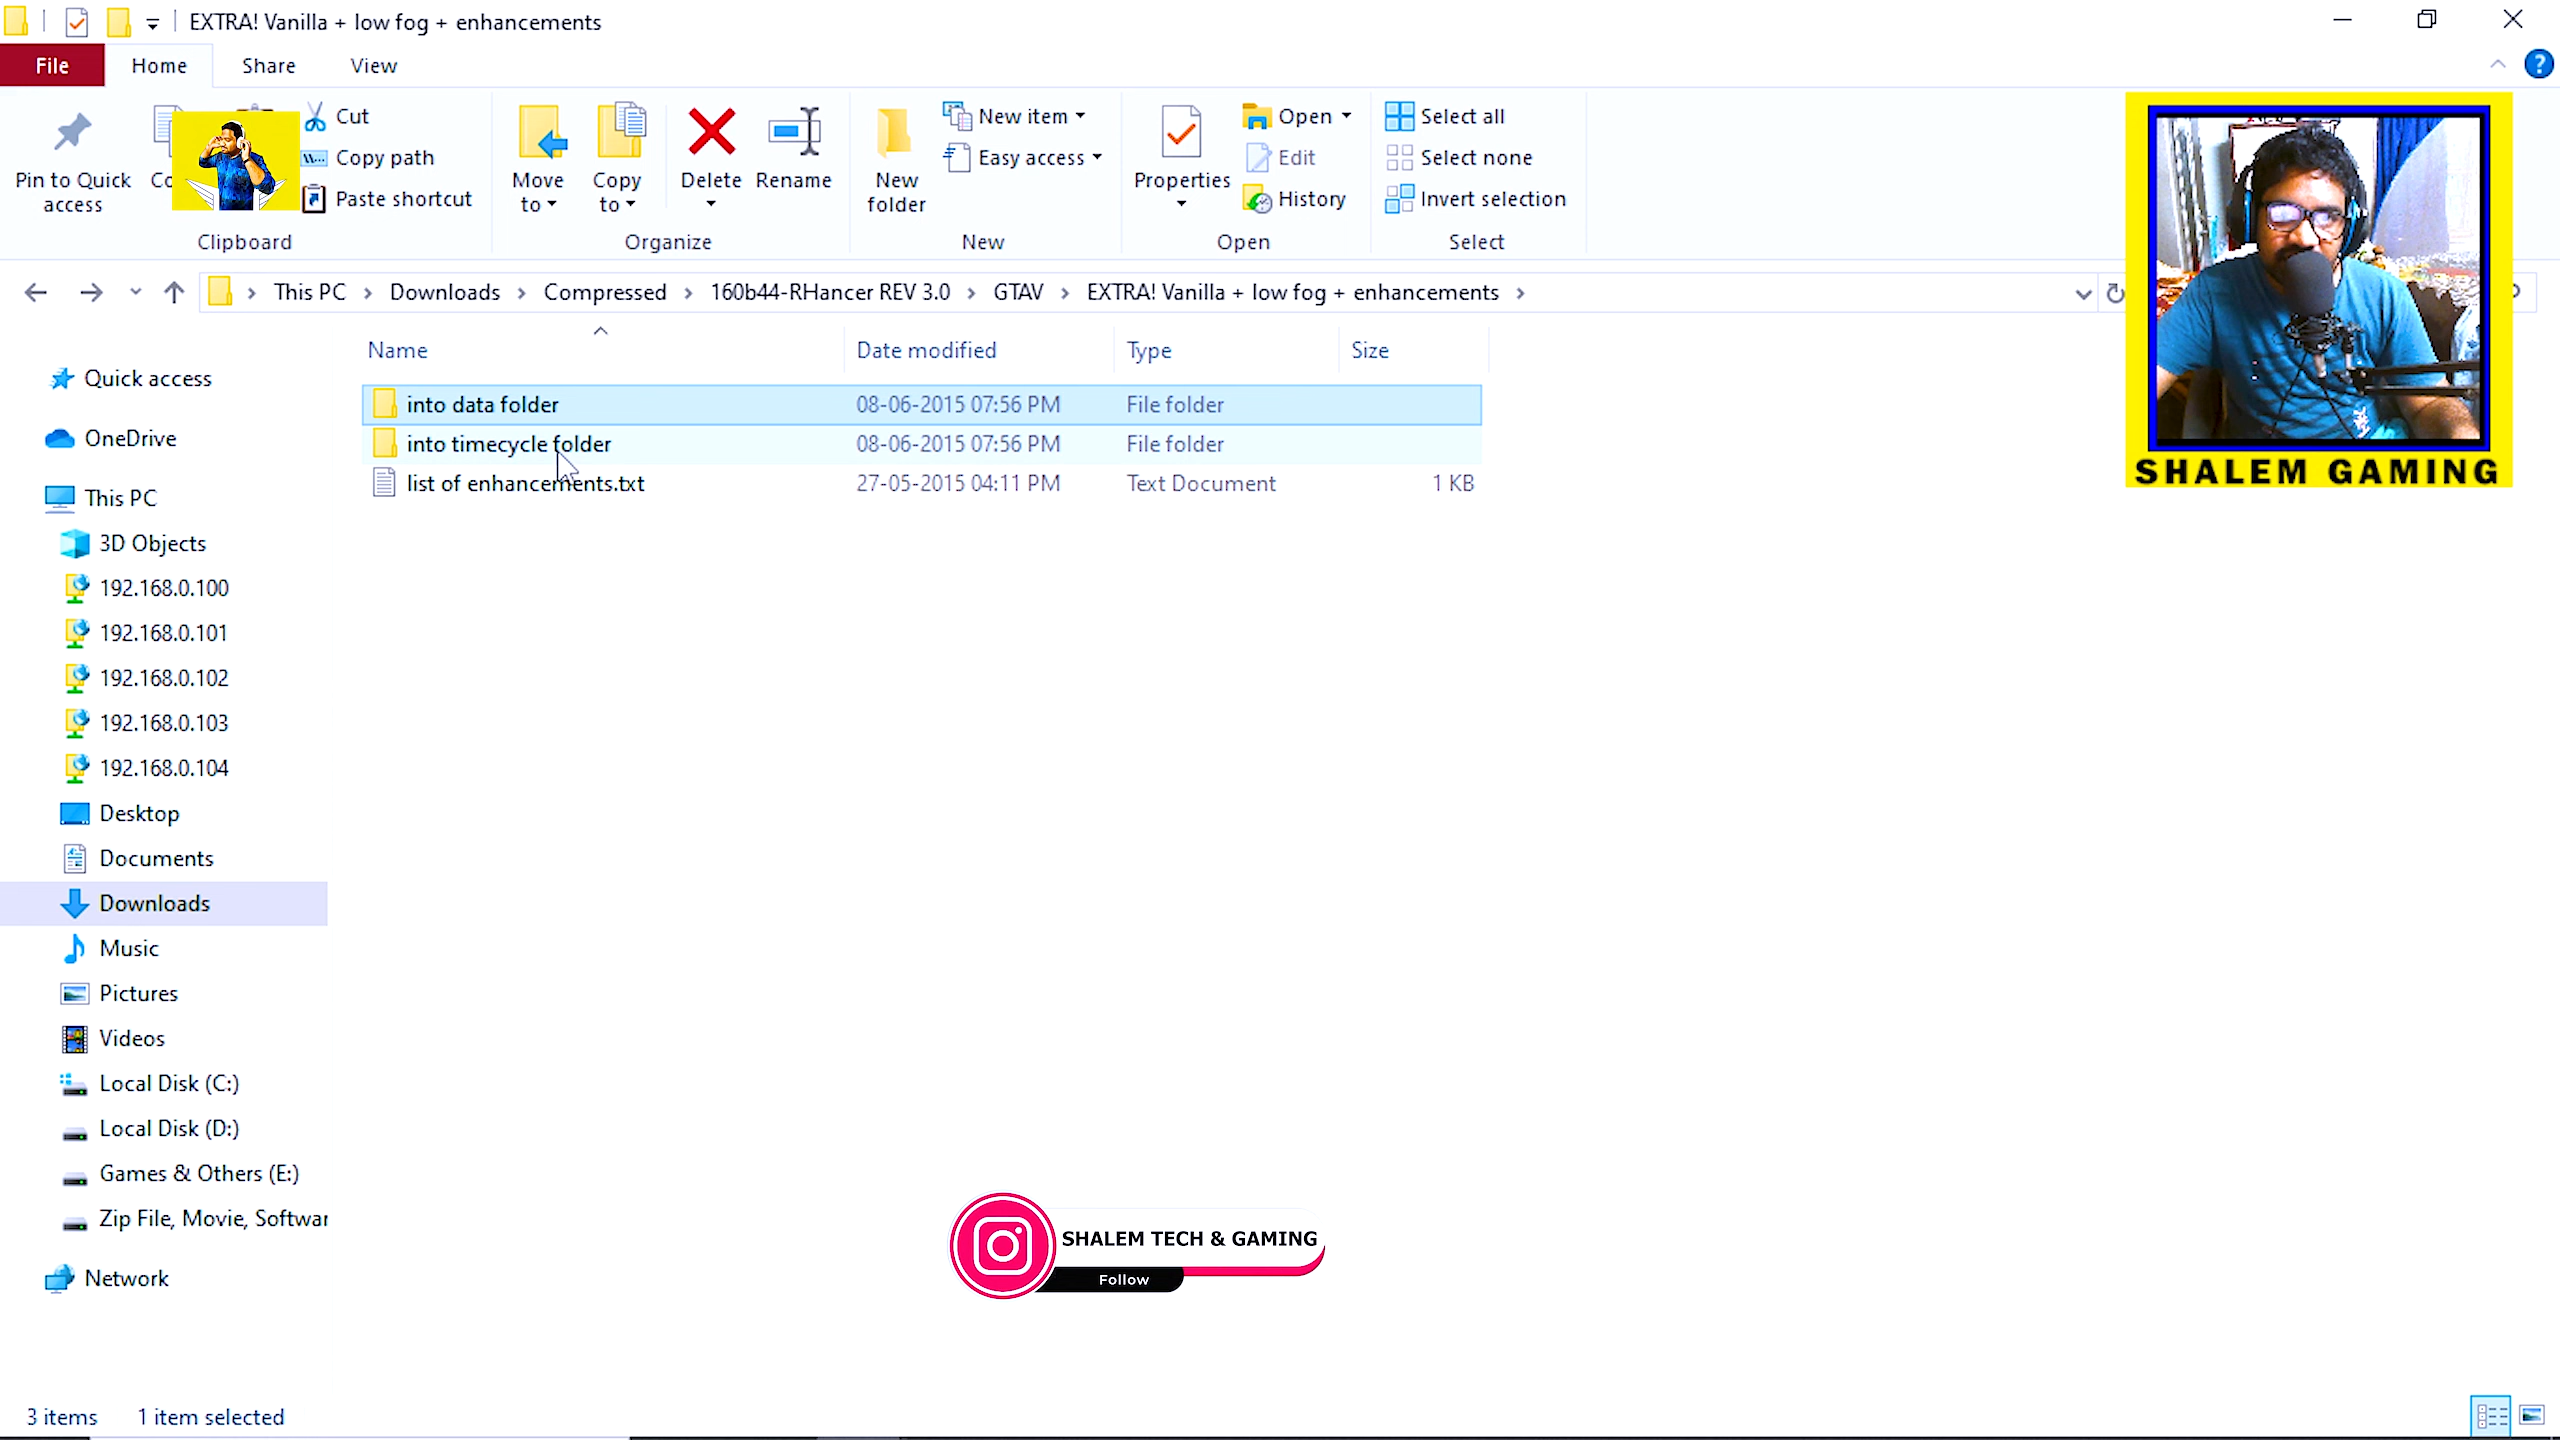 EXTRA! Vanilla + low fog + enhancements
File
Home
Share
View
Pin to Quick access
Cut
Copy path
Paste shortcut
Clipboard
Move to
Copy to
Delete
Rename
Organize
New folder
New item
Easy access
New
Properties
Open
Edit
History
Open
Select all
Select none
Invert selection
Select
This PC
Downloads
Compressed
160b44-RHancer REV 3.0
GTAV
EXTRA! Vanilla + low fog + enhancements
Name
Date modified
Type
Size
into data folder 08-06-2015 07:56 PM File folder
into timecycle folder 08-06-2015 07:56 PM File folder
list of enhancements.txt 27-05-2015 04:11 PM Text Document 1 KB
Quick access
OneDrive
This PC
3D Objects
192.168.0.100
192.168.0.101
192.168.0.102
192.168.0.103
192.168.0.104
Desktop
Documents
Downloads
Music
Pictures
Videos
Local Disk (C:)
Local Disk (D:)
Games & Others (E:)
Zip File, Movie, Softwar
Network
SHALEM GAMING
SHALEM TECH & GAMING
Follow
3 items
1 item selected